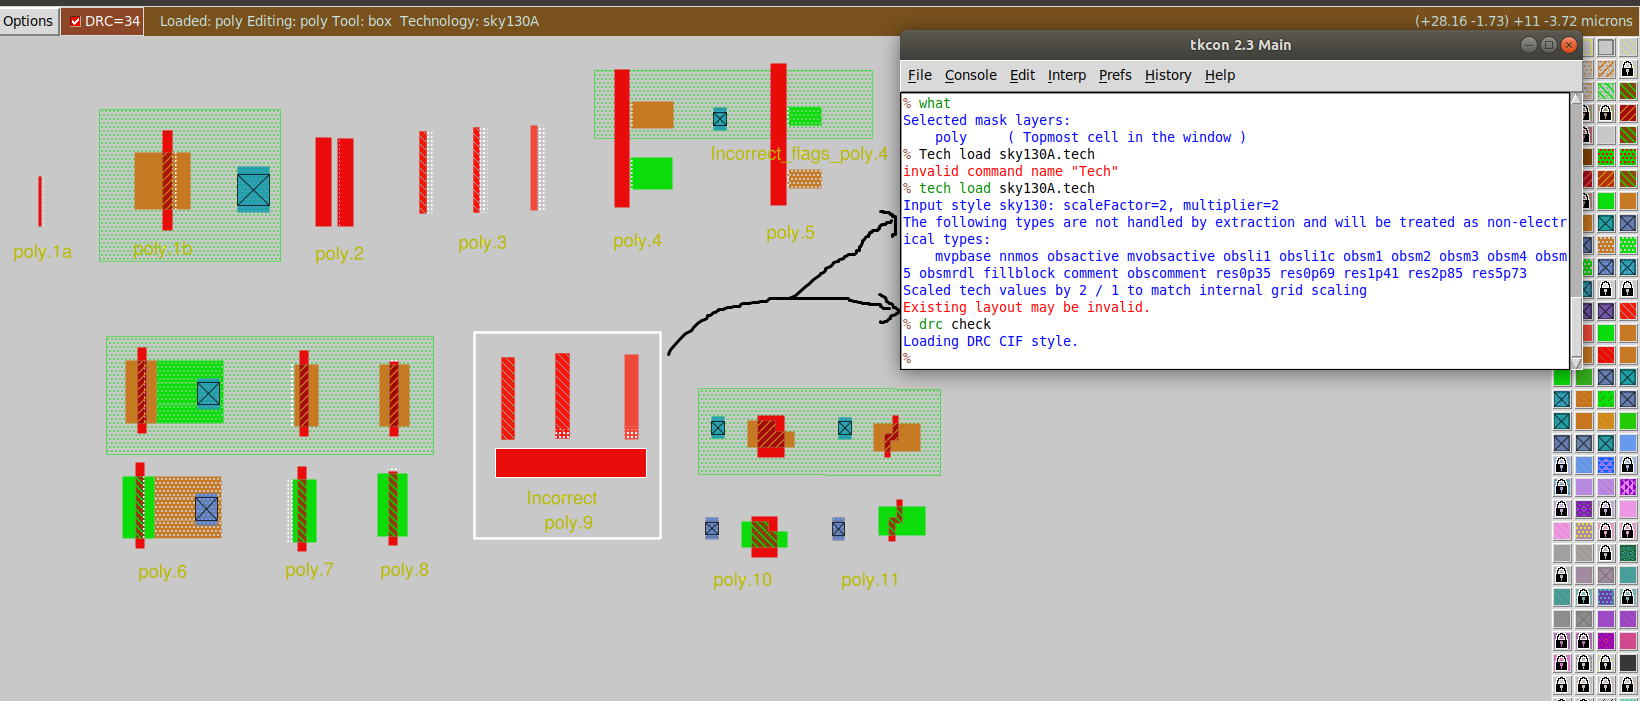 Options DRC=34 Loaded: poly Editing: poly Tool: box Technology: sky130A (+28.16 -1.73) +11 -3.72 microns
tkcon 2.3 Main
File Console Edit Interp Prefs History Help
% what
Selected mask layers:
poly ( Topmost cell in the window )
% Tech load sky130A.tech
invalid command name "Tech"
% tech load sky130A.tech
Input style sky130: scaleFactor=2, multiplier=2
The following types are not handled by extraction and will be treated as non-electr
ical types:
mvpbase nnmos obsactive mvobsactive obsli1 obsli1c obsm1 obsm2 obsm3 obsm4 obsm
5 obsmrdl fillblock comment obscomment res0p35 res0p69 res1p41 res2p85 res5p73
Scaled tech values by 2 / 1 to match internal grid scaling
Existing layout may be invalid.
% drc check
Loading DRC CIF style.
%
Incorrect_flags_poly.4
poly.1a
poly.1b
poly.2
poly.3
poly.4
poly.5
Incorrect
poly.9
poly.6
poly.7
poly.8
poly.10
poly.11